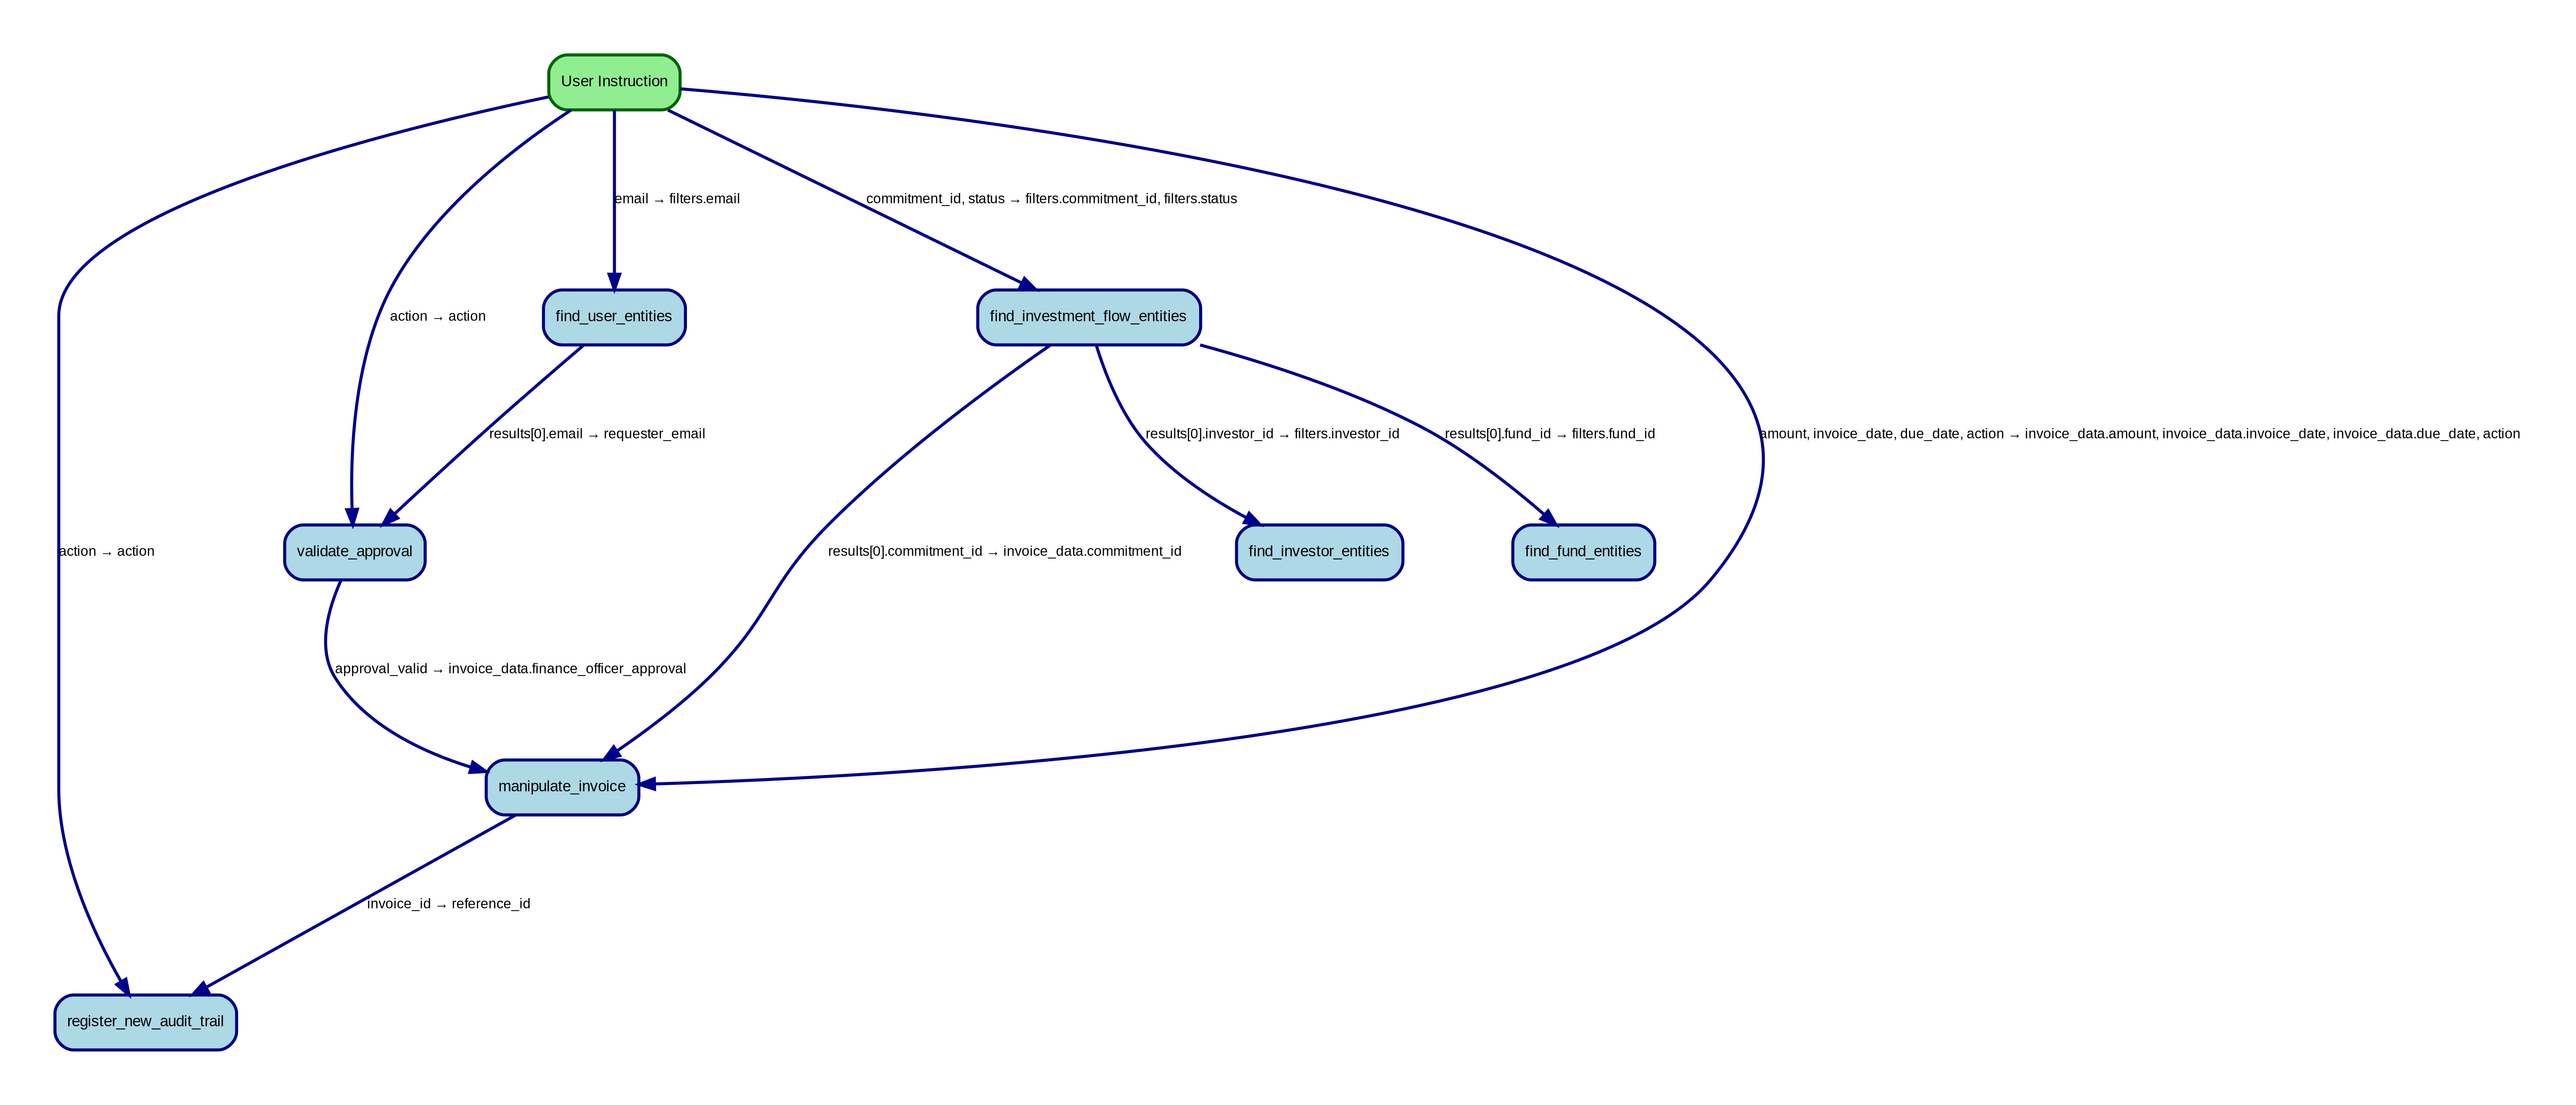 User Instruction
email → filters.email
commitment_id, status → filters.commitment_id, filters.status
action → action
find_user_entities
find_investment_flow_entities
results[0].email → requester_email
results[0].investor_id → filters.investor_id
results[0].fund_id → filters.fund_id
amount, invoice_date, due_date, action → invoice_data.amount, invoice_data.invoice_date, invoice_data.due_date, action
action → action
validate_approval
results[0].commitment_id → invoice_data.commitment_id
find_investor_entities
find_fund_entities
approval_valid → invoice_data.finance_officer_approval
manipulate_invoice
invoice_id → reference_id
register_new_audit_trail